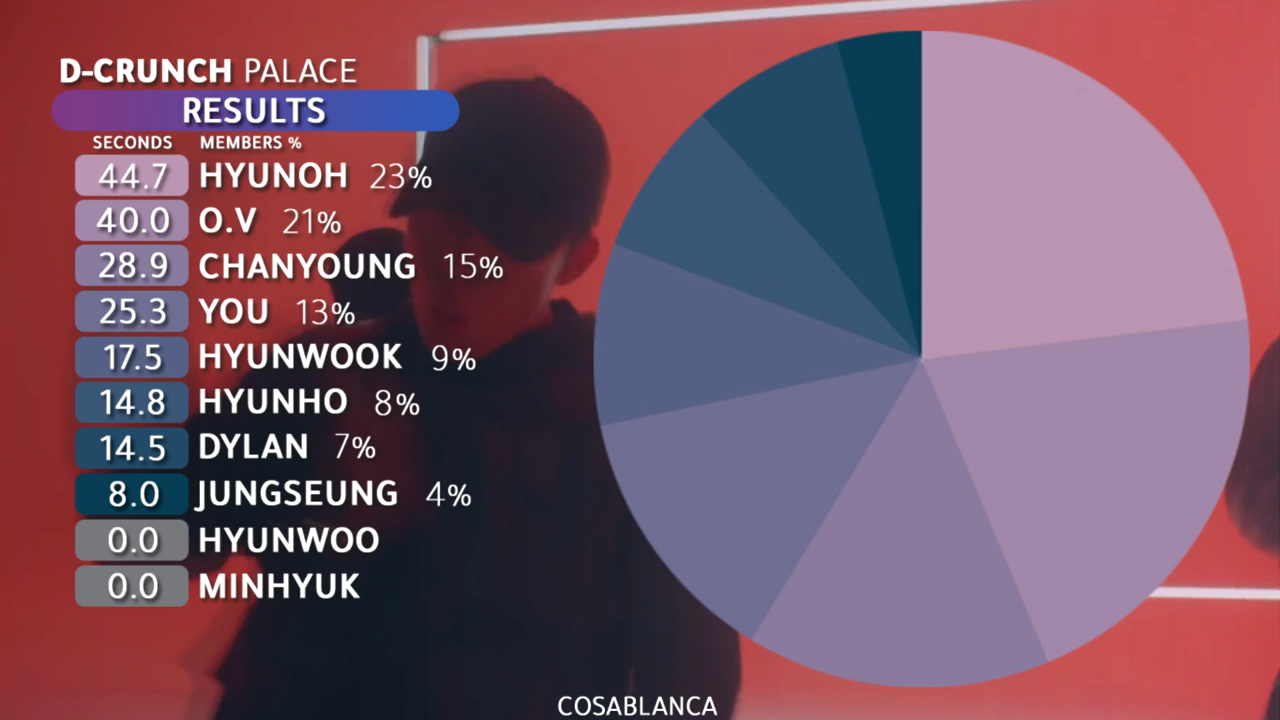 D-CRUNCH PALACE
RESULTS
SECONDS MEMBERS %
44.7 HYUNOH 23%
40.0 O.V 21%
28.9 CHANYOUNG 15%
25.3 YOU 13%
17.5 HYUNWOOK 9%
14.8 HYUNHO 8%
14.5 DYLAN 7%
8.0 JUNGSEUNG 4%
0.0 HYUNWOO
0.0 MINHYUK
COSABLANCA